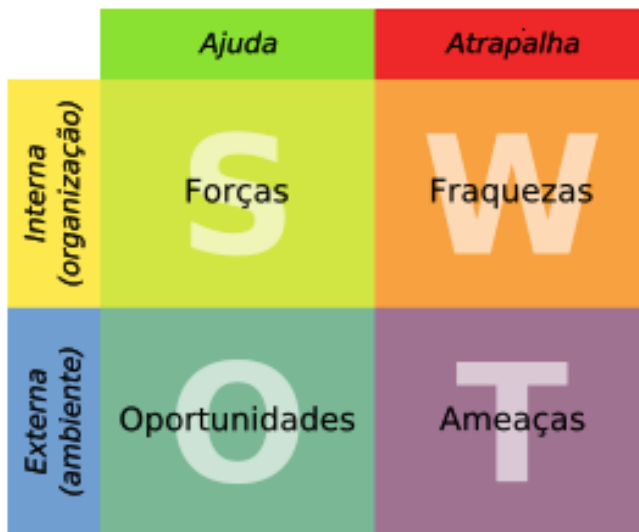 Ajuda
Atrapalha
Interna
(organização)
S
Forças
W
Fraquezas
Externa
(ambiente)
O
Oportunidades
T
Ameaças